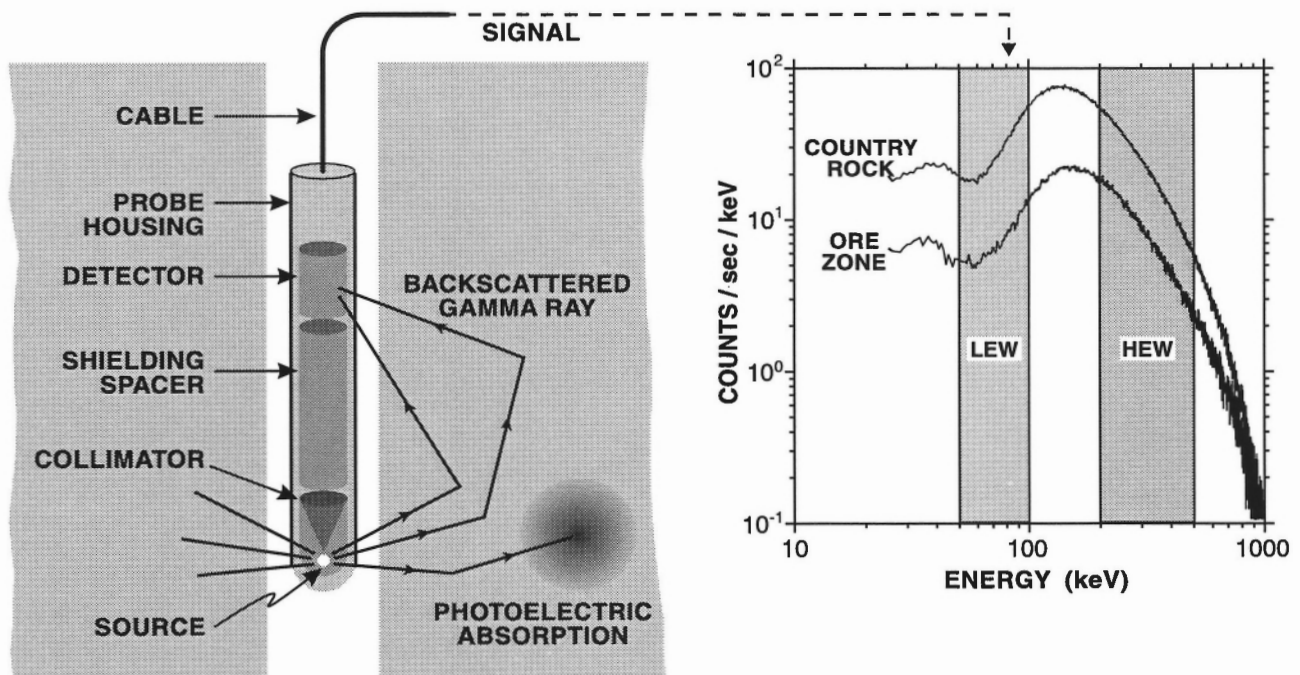 SIGNAL
CABLE
PROBE
HOUSING
DETECTOR
SHIELDING
SPACER
COLLIMATOR
SOURCE
BACKSCATTERED
GAMMA RAY
PHOTOELECTRIC
ABSORPTION
COUNTS / sec / keV
10²
10¹
10⁰
10⁻¹
COUNTRY
ROCK
ORE
ZONE
LEW
HEW
10
100
1000
ENERGY (keV)